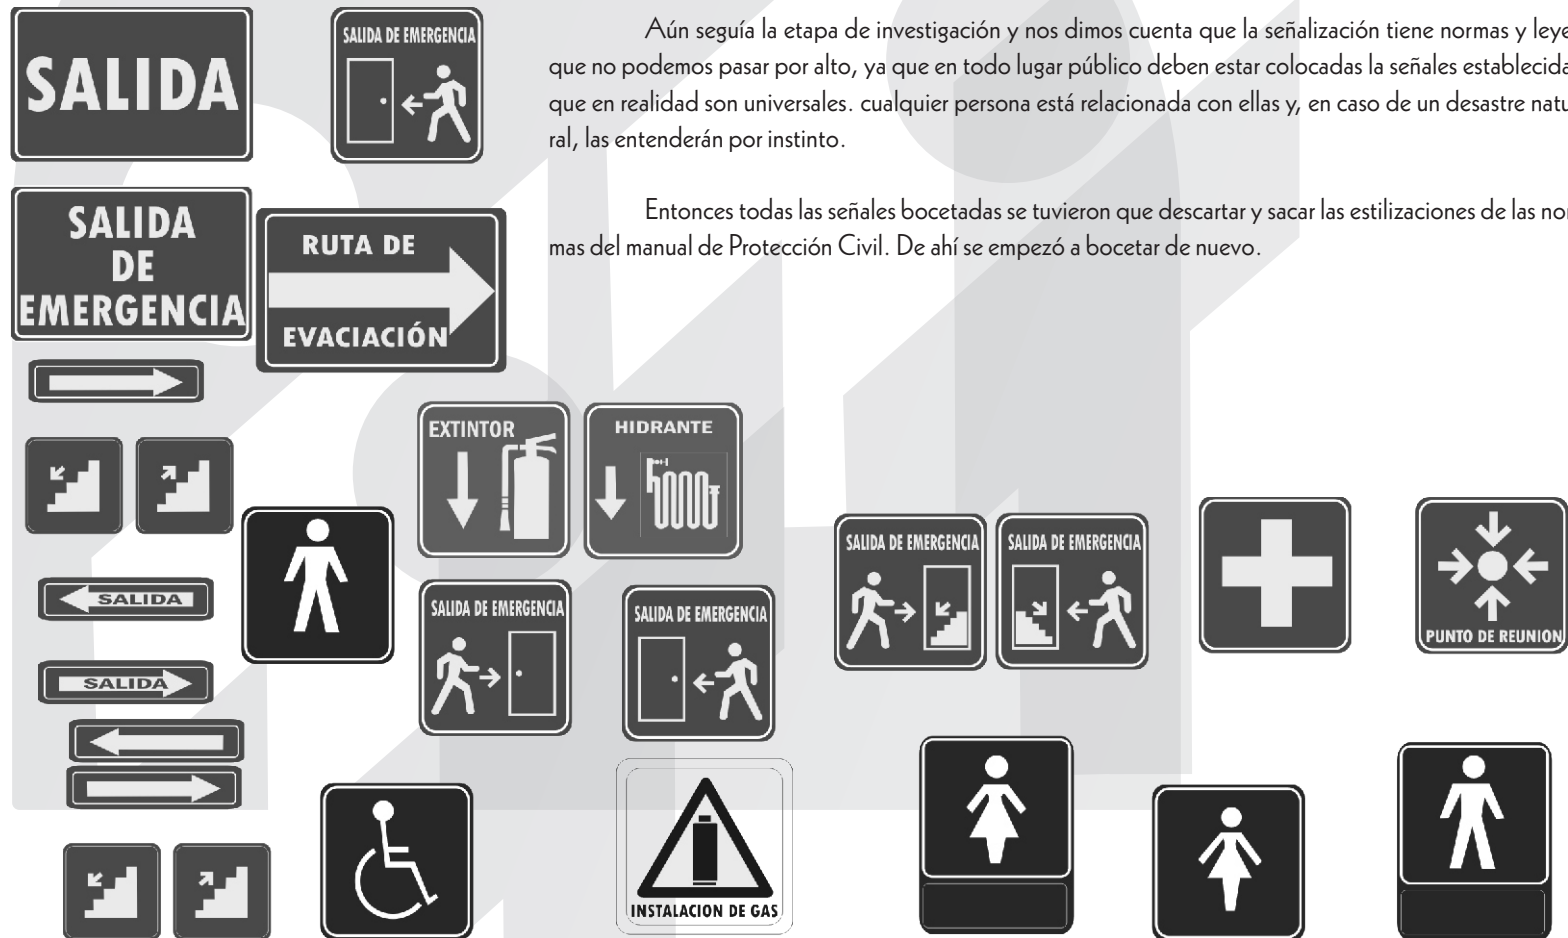 SALIDA
SALIDA DE EMERGENCIA
Aún seguía la etapa de investigación y nos dimos cuenta que la señalización tiene normas y leye
que no podemos pasar por alto, ya que en todo lugar público deben estar colocadas la señales establecida
que en realidad son universales. cualquier persona está relacionada con ellas y, en caso de un desastre natu
ral, las entenderán por instinto.
Entonces todas las señales bocetadas se tuvieron que descartar y sacar las estilizaciones de las nor
mas del manual de Protección Civil. De ahí se empezó a bocetar de nuevo.
SALIDA
DE
EMERGENCIA
RUTA DE
EVACIACIÓN
EXTINTOR
HIDRANTE
SALIDA DE EMERGENCIA
SALIDA DE EMERGENCIA
PUNTO DE REUNION
SALIDA
SALIDA DE EMERGENCIA
SALIDA DE EMERGENCIA
SALIDA
INSTALACION DE GAS